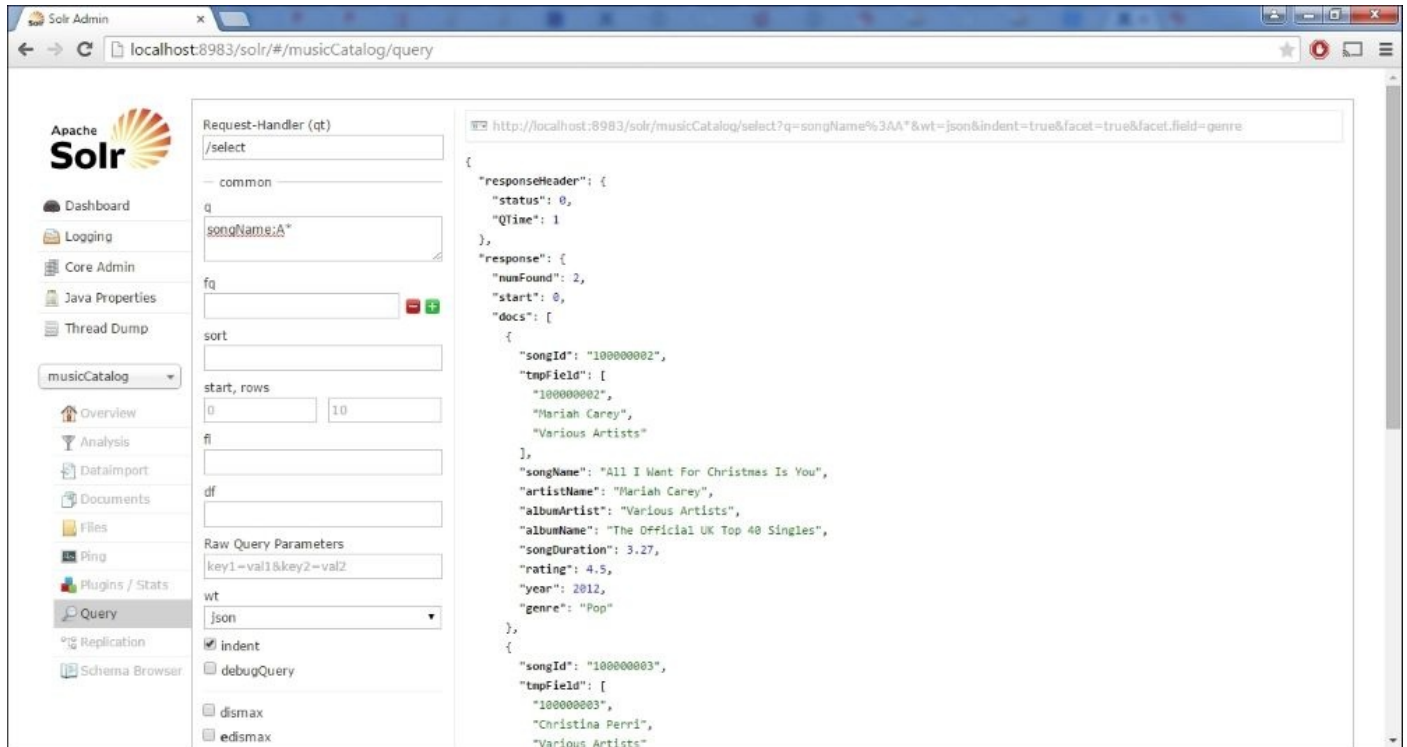 Solr Admin
localhost:8983/solr/#/musicCatalog/query
Apache
Solr
Dashboard
Logging
Core Admin
Java Properties
Thread Dump
musicCatalog
Overview
Analysis
Dataimport
Documents
Files
Ping
Plugins / Stats
Query
Replication
Schema Browser
Request-Handler (qt)
/select
common
q
songName:A*
fq
sort
start, rows
0 10
fl
df
Raw Query Parameters
key1=val1&key2=val2
wt
json
indent
debugQuery
dismax
edismax
http://localhost:8983/solr/musicCatalog/select?q=songName%3AA*&wt=json&indent=true&facet=true&facet.field=genre
{
"responseHeader": {
"status": 0,
"QTime": 1
},
"response": {
"numFound": 2,
"start": 0,
"docs": [
{
"songId": "100000002",
"tmpField": [
"100000002",
"Mariah Carey",
"Various Artists"
],
"songName": "All I Want For Christmas Is You",
"artistName": "Mariah Carey",
"albumArtist": "Various Artists",
"albumName": "The Official UK Top 40 Singles",
"songDuration": 3.27,
"rating": 4.5,
"year": 2012,
"genre": "Pop"
},
{
"songId": "100000003",
"tmpField": [
"100000003",
"Christina Perri",
"Various Artists"